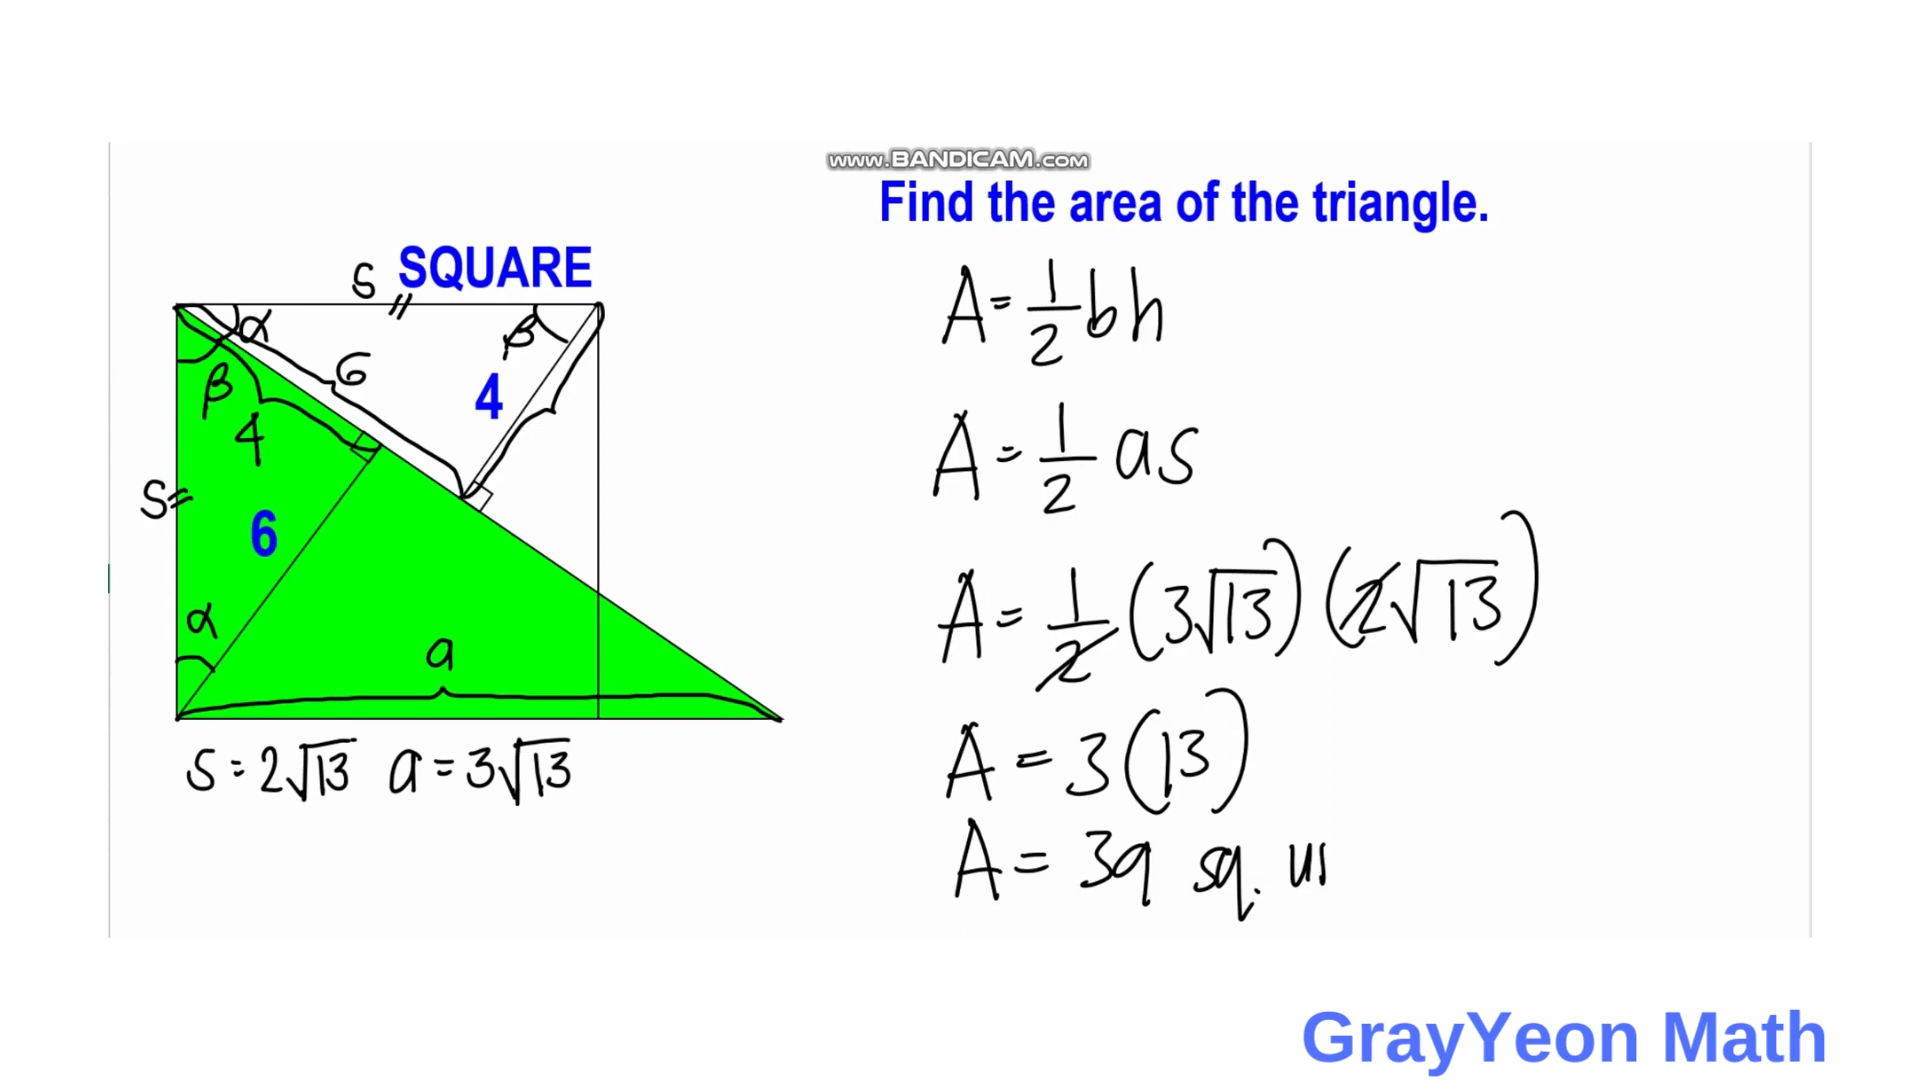 www.BANDICAM.com
Find the area of the triangle.
S SQUARE
α β
6
β 4
4
S
6
α
a
S = 2√13 a = 3√13
A = 1/2 bh
A = 1/2 as
A = 1/2 (3√13) (2√13)
A = 3(13)
A = 39 sq. u
GrayYeon Math